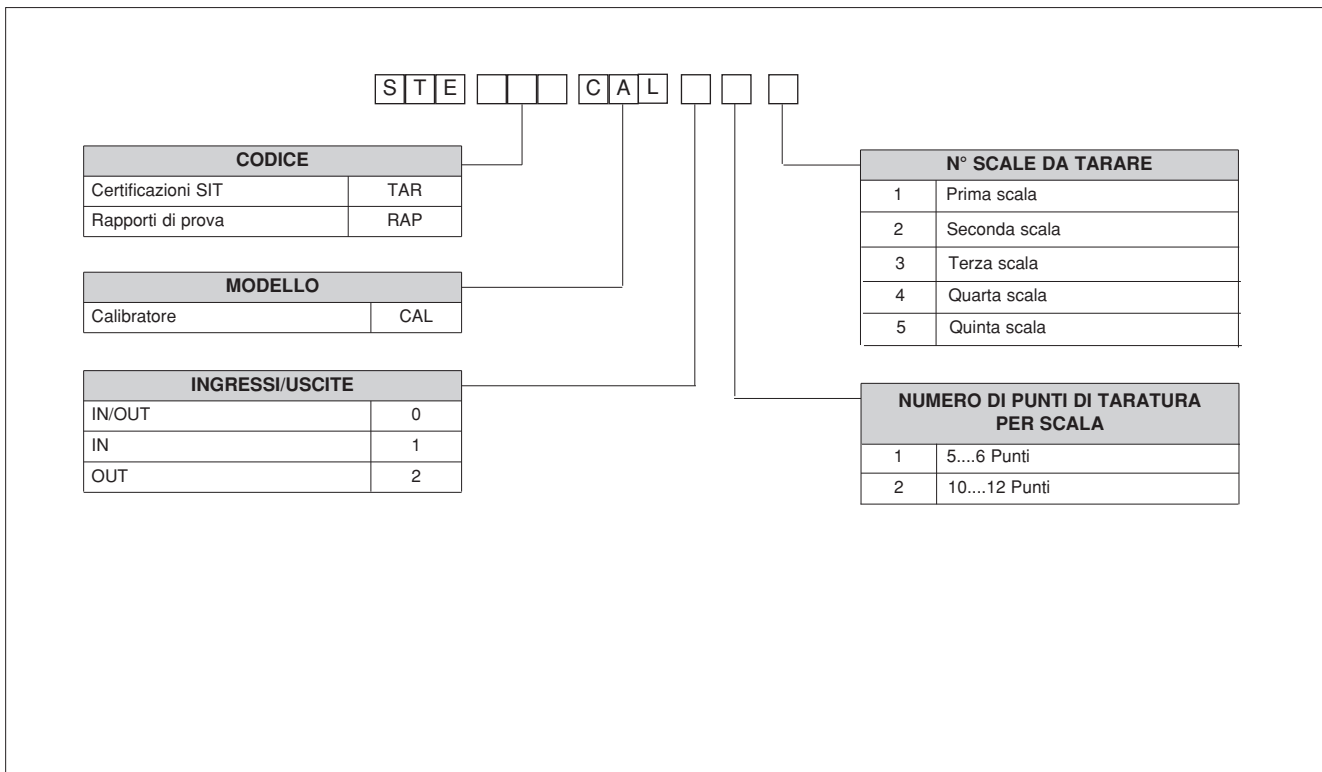 STE CAL
CODICE
Certificazioni SIT TAR
Rapporti di prova RAP
MODELLO
Calibratore CAL
INGRESSI/USCITE
IN/OUT 0
IN 1
OUT 2
N° SCALE DA TARARE
1 Prima scala
2 Seconda scala
3 Terza scala
4 Quarta scala
5 Quinta scala
NUMERO DI PUNTI DI TARATURA
PER SCALA
1 5....6 Punti
2 10....12 Punti